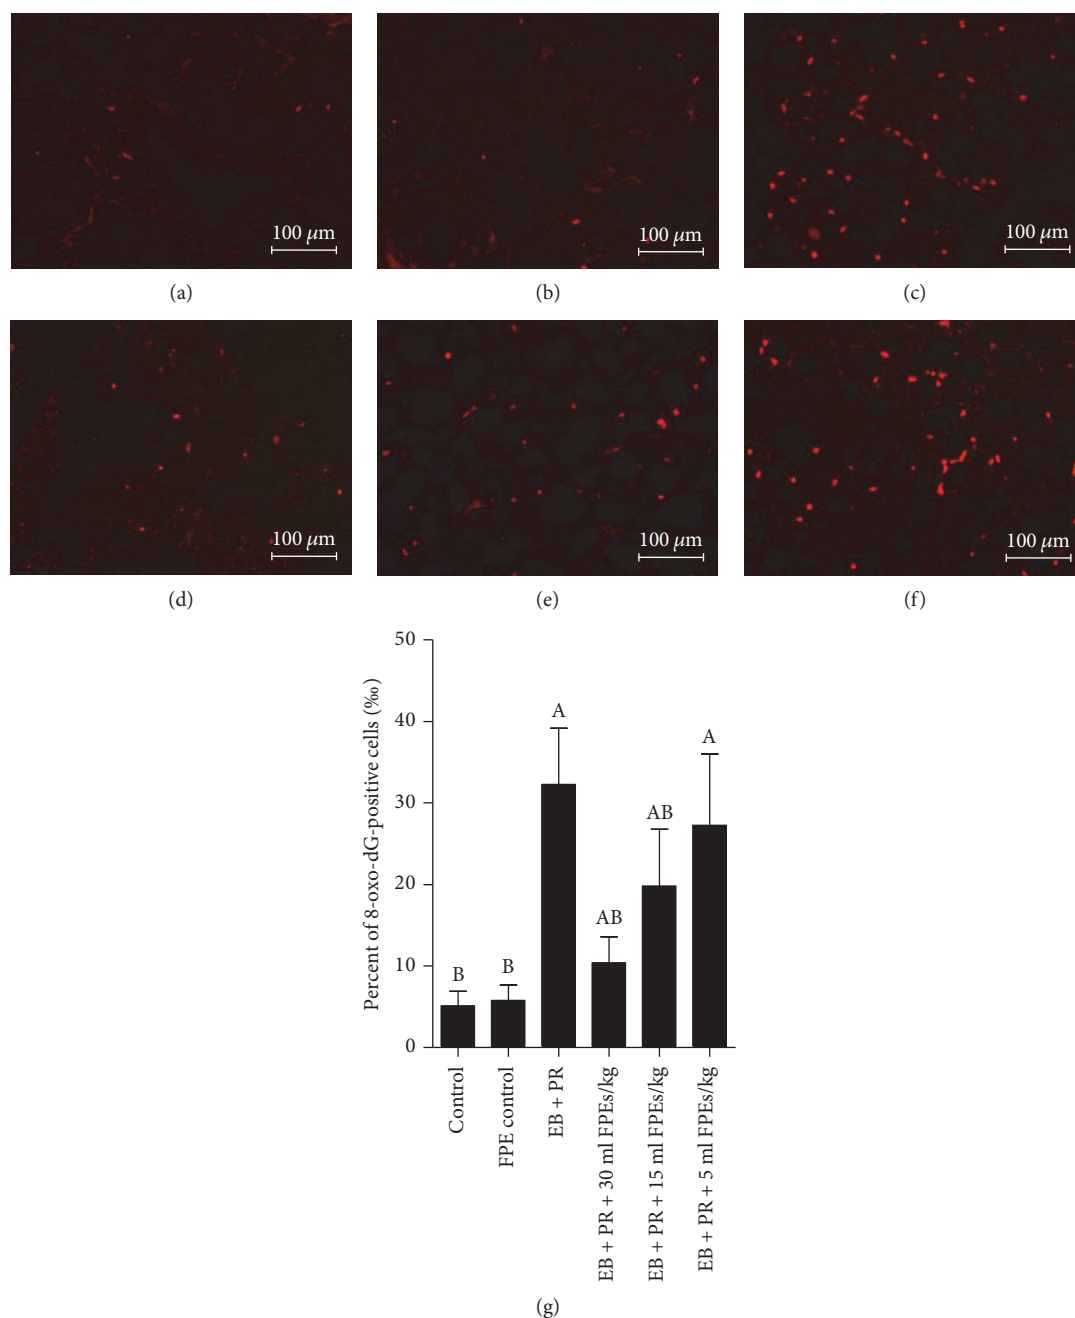 100 μm
100 μm
100 μm
(a)
(b)
(c)
100 μm
100 μm
100 μm
(d)
(e)
(f)
Percent of 8-oxo-dG-positive cells (‰)
50
40
30
20
10
0
B
B
A
AB
AB
A
Control
FPE control
EB + PR
EB + PR + 30 ml FPEs/kg
EB + PR + 15 ml FPEs/kg
EB + PR + 5 ml FPEs/kg
(g)